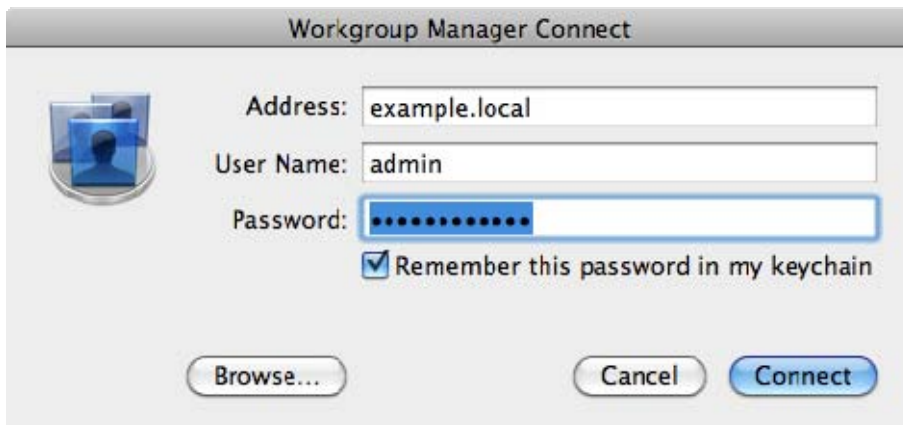 Workgroup Manager Connect
Address: example.local
User Name: admin
Password: ••••••••••••
Remember this password in my keychain
Browse... Cancel Connect